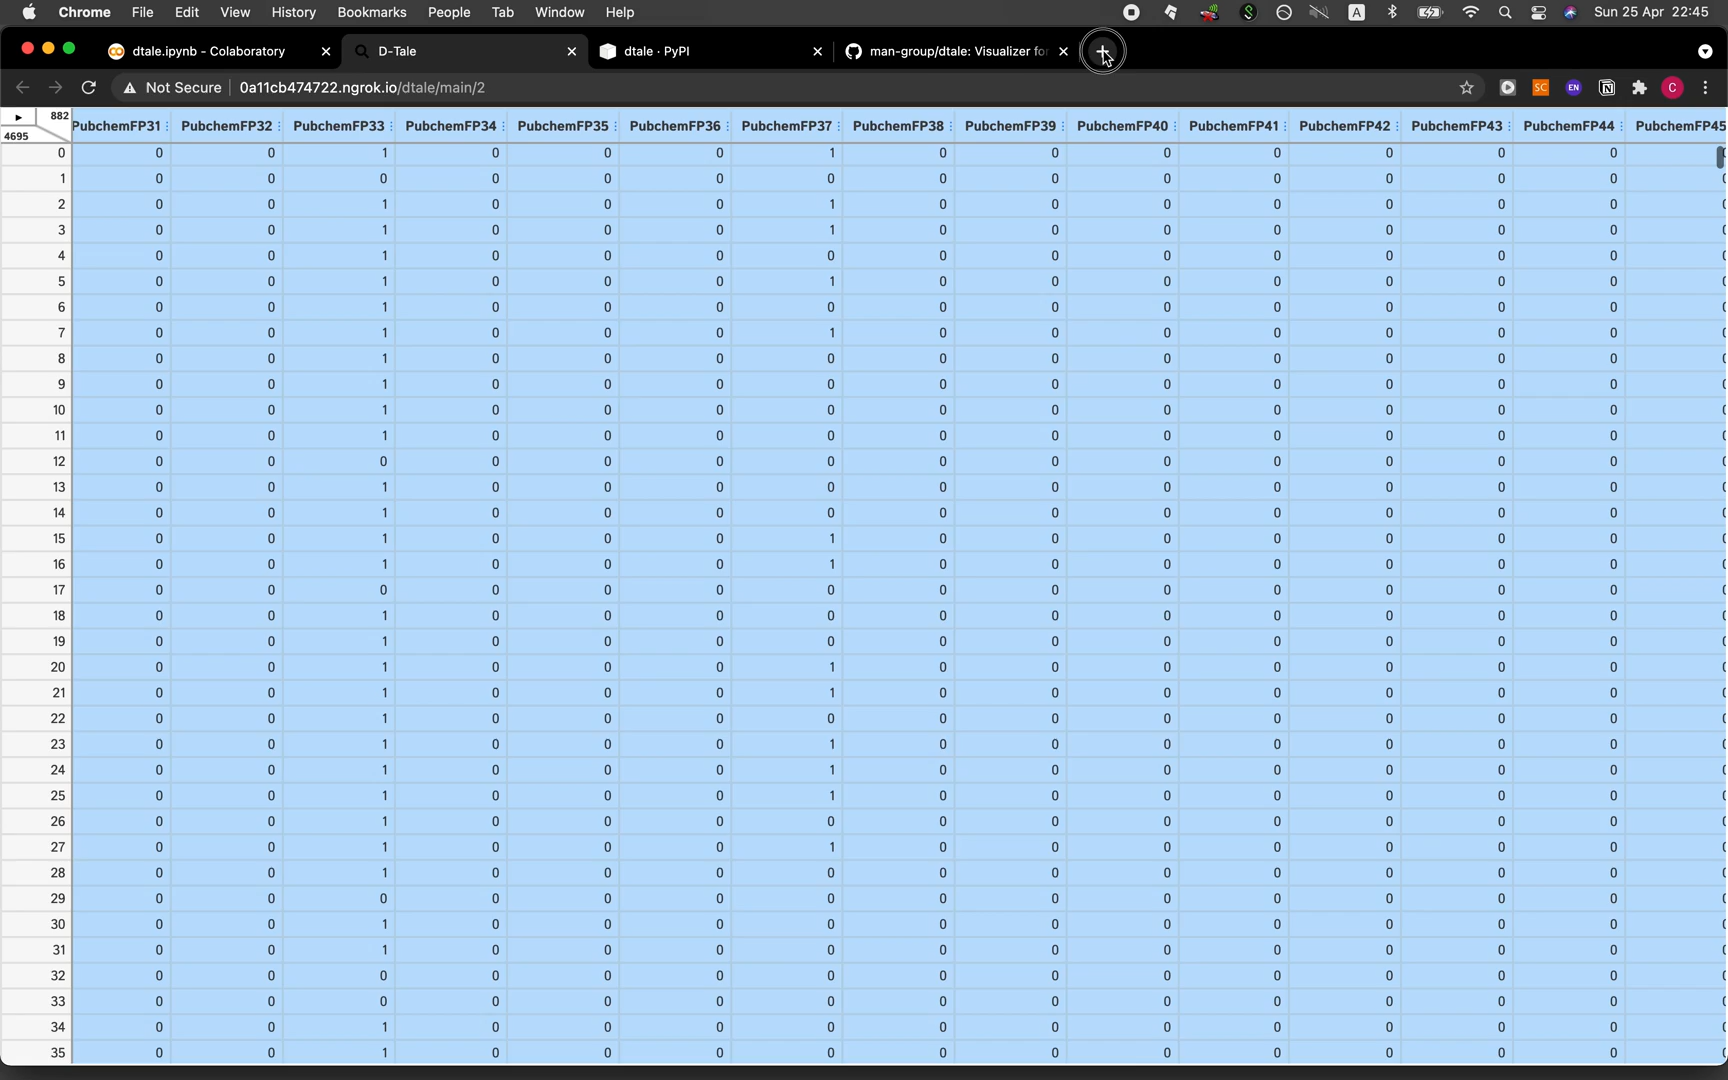 Chrome File Edit View History Bookmarks People Tab Window Help A Sun 25 Apr 22:45
dtale.ipynb - Colaboratory D-Tale dtale · PyPI man-group/dtale: Visualizer fo
Not Secure 0a11cb474722.ngrok.io/dtale/main/2 SC EN C
882 4695 PubchemFP31 PubchemFP32 PubchemFP33 PubchemFP34 PubchemFP35 PubchemFP36 PubchemFP37 PubchemFP38 PubchemFP39 PubchemFP40 PubchemFP41 PubchemFP42 PubchemFP43 PubchemFP44 PubchemFP45
0 0 0 1 0 0 0 1 0 0 0 0 0 0 0
1 0 0 0 0 0 0 0 0 0 0 0 0 0 0
2 0 0 1 0 0 0 1 0 0 0 0 0 0 0
3 0 0 1 0 0 0 1 0 0 0 0 0 0 0
4 0 0 1 0 0 0 0 0 0 0 0 0 0 0
5 0 0 1 0 0 0 1 0 0 0 0 0 0 0
6 0 0 1 0 0 0 0 0 0 0 0 0 0 0
7 0 0 1 0 0 0 1 0 0 0 0 0 0 0
8 0 0 1 0 0 0 0 0 0 0 0 0 0 0
9 0 0 1 0 0 0 0 0 0 0 0 0 0 0
10 0 0 1 0 0 0 0 0 0 0 0 0 0 0
11 0 0 1 0 0 0 0 0 0 0 0 0 0 0
12 0 0 0 0 0 0 0 0 0 0 0 0 0 0
13 0 0 1 0 0 0 0 0 0 0 0 0 0 0
14 0 0 1 0 0 0 0 0 0 0 0 0 0 0
15 0 0 1 0 0 0 1 0 0 0 0 0 0 0
16 0 0 1 0 0 0 1 0 0 0 0 0 0 0
17 0 0 0 0 0 0 0 0 0 0 0 0 0 0
18 0 0 1 0 0 0 0 0 0 0 0 0 0 0
19 0 0 1 0 0 0 0 0 0 0 0 0 0 0
20 0 0 1 0 0 0 1 0 0 0 0 0 0 0
21 0 0 1 0 0 0 1 0 0 0 0 0 0 0
22 0 0 1 0 0 0 0 0 0 0 0 0 0 0
23 0 0 1 0 0 0 1 0 0 0 0 0 0 0
24 0 0 1 0 0 0 1 0 0 0 0 0 0 0
25 0 0 1 0 0 0 1 0 0 0 0 0 0 0
26 0 0 1 0 0 0 0 0 0 0 0 0 0 0
27 0 0 1 0 0 0 1 0 0 0 0 0 0 0
28 0 0 1 0 0 0 0 0 0 0 0 0 0 0
29 0 0 0 0 0 0 0 0 0 0 0 0 0 0
30 0 0 1 0 0 0 0 0 0 0 0 0 0 0
31 0 0 1 0 0 0 0 0 0 0 0 0 0 0
32 0 0 0 0 0 0 0 0 0 0 0 0 0 0
33 0 0 0 0 0 0 0 0 0 0 0 0 0 0
34 0 0 1 0 0 0 0 0 0 0 0 0 0 0
35 0 0 1 0 0 0 0 0 0 0 0 0 0 0